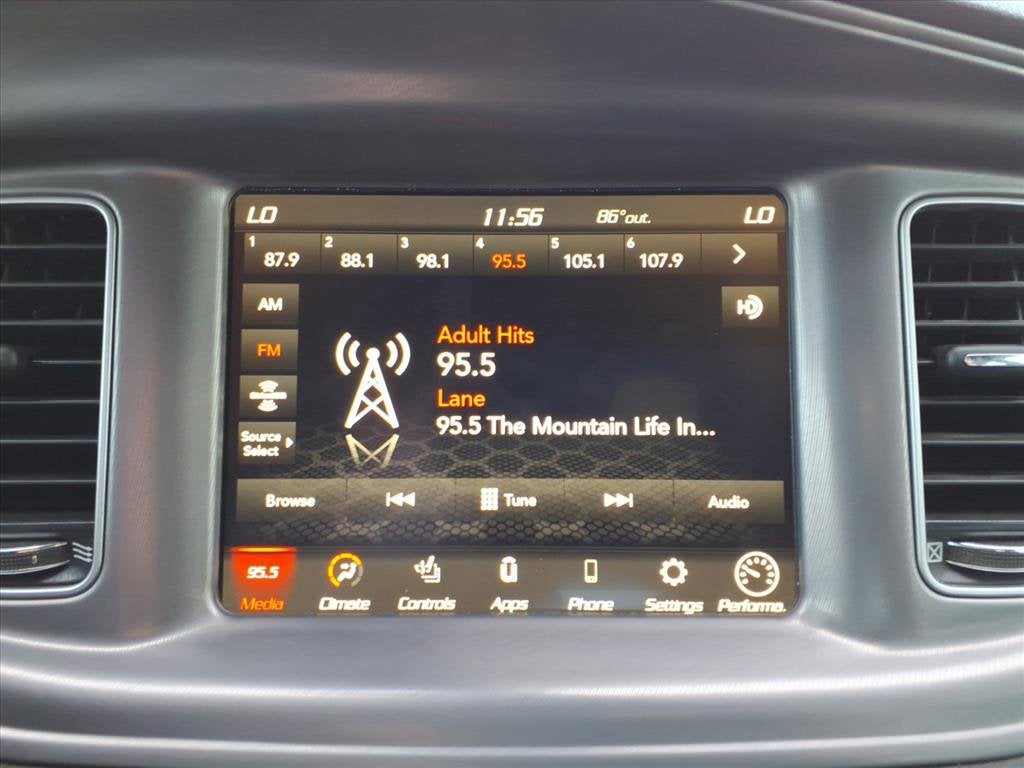 LO 11:56 86°out. LO
1 87.9 2 88.1 3 98.1 4 95.5 5 105.1 6 107.9
AM
HD
FM
Adult Hits
95.5
Lane
95.5 The Mountain Life In...
Source
Select
Browse Tune Audio
95.5
Media Climate Controls Apps Phone Settings Performa.